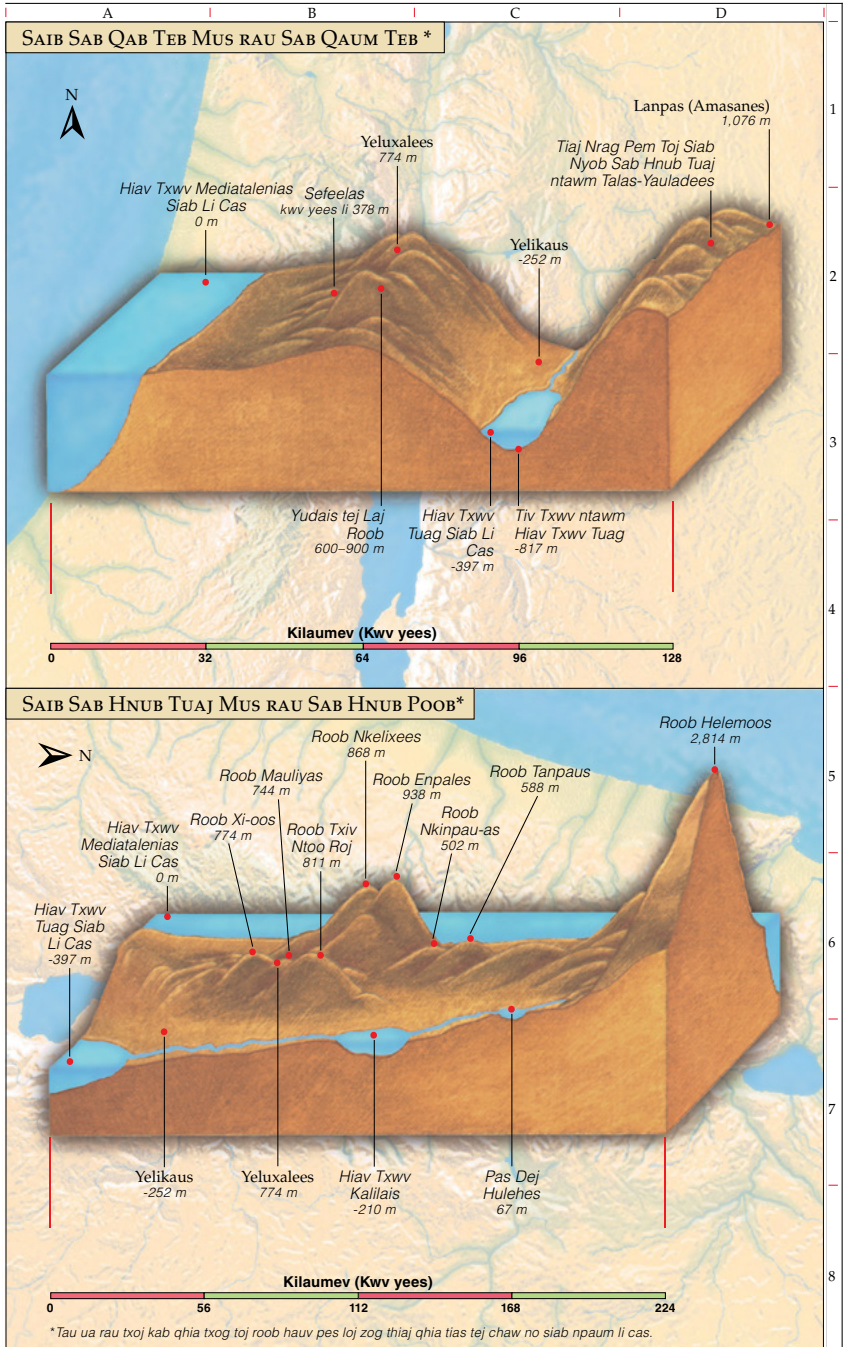 A B C D
SAIB SAB QAB TEB MUS RAU SAB QAUM TEB *
N
1
Lanpas (Amasanes)
1,076 m
Yeluxalees
774 m
Tiaj Nrag Pem Toj Siab
Nyob Sab Hnub Tuaj
ntawm Talas-Yauladees
Hiav Txwv Mediatalenias
Siab Li Cas
0 m
Sefeelas
kwv yees li 378 m
Yelikaus
-252 m
2
3
Yudais tej Laj
Roob
600–900 m
Hiav Txwv
Tuag Siab Li
Cas
-397 m
Tiv Txwv ntawm
Hiav Txwv Tuag
-817 m
4
Kilaumev (Kwv yees)
0 32 64 96 128
SAIB SAB HNUB TUAJ MUS RAU SAB HNUB POOB*
N
Roob Helemoos
2,814 m
Roob Nkelixees
868 m
5
Roob Mauliyas
744 m
Roob Enpales
938 m
Roob Tanpaus
588 m
Roob Xi-oos
774 m
Roob Txiv
Ntoo Roj
811 m
Roob
Nkinpau-as
502 m
Hiav Txwv
Mediatalenias
Siab Li Cas
0 m
Hiav Txwv
Tuag Siab
Li Cas
-397 m
6
7
Yelikaus
-252 m
Yeluxalees
774 m
Hiav Txwv
Kalilais
-210 m
Pas Dej
Hulehes
67 m
8
Kilaumev (Kwv yees)
0 56 112 168 224
*Tau ua rau txoj kab qhia txog toj roob hauv pes loj zog thiaj qhia tias tej chaw no siab npaum li cas.